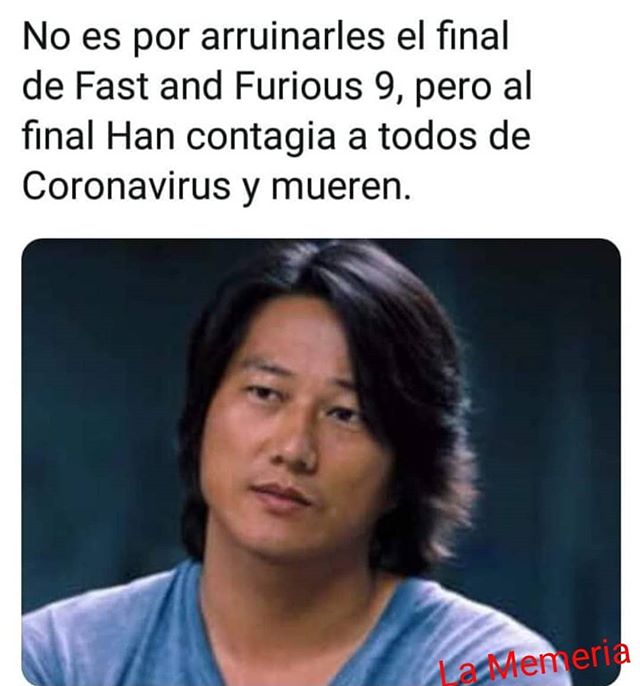 No es por arruinarles el final
de Fast and Furious 9, pero al
final Han contagia a todos de
Coronavirus y mueren.
La Memeria